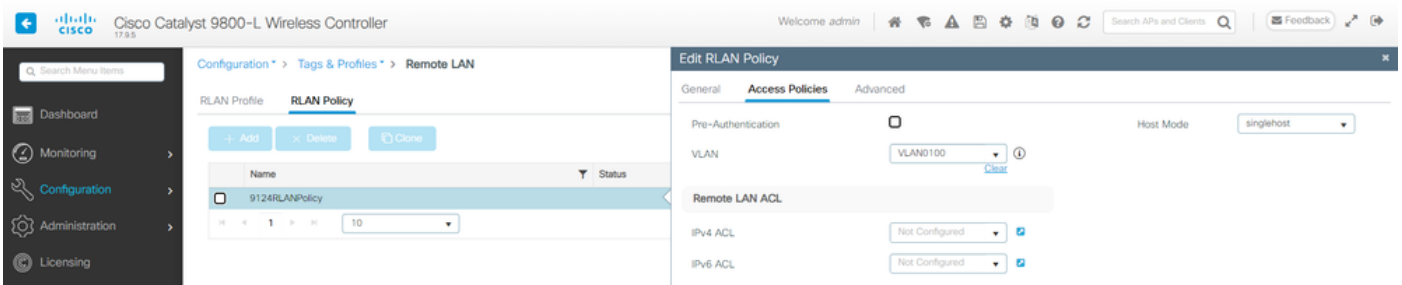 CISCO
Cisco Catalyst 9800-L Wireless Controller
17.9.5
Welcome admin
Search APs and Clients
Feedback
Search Menu Items
Dashboard
Monitoring
Configuration
Administration
Licensing
Configuration > Tags & Profiles > Remote LAN
RLAN Profile RLAN Policy
+ Add × Delete Clone
Name Status
9124RLANPolicy
1 10
Edit RLAN Policy
General Access Policies Advanced
Pre-Authentication
Host Mode singlehost
VLAN VLAN0100
Clear
Remote LAN ACL
IPv4 ACL Not Configured
IPv6 ACL Not Configured